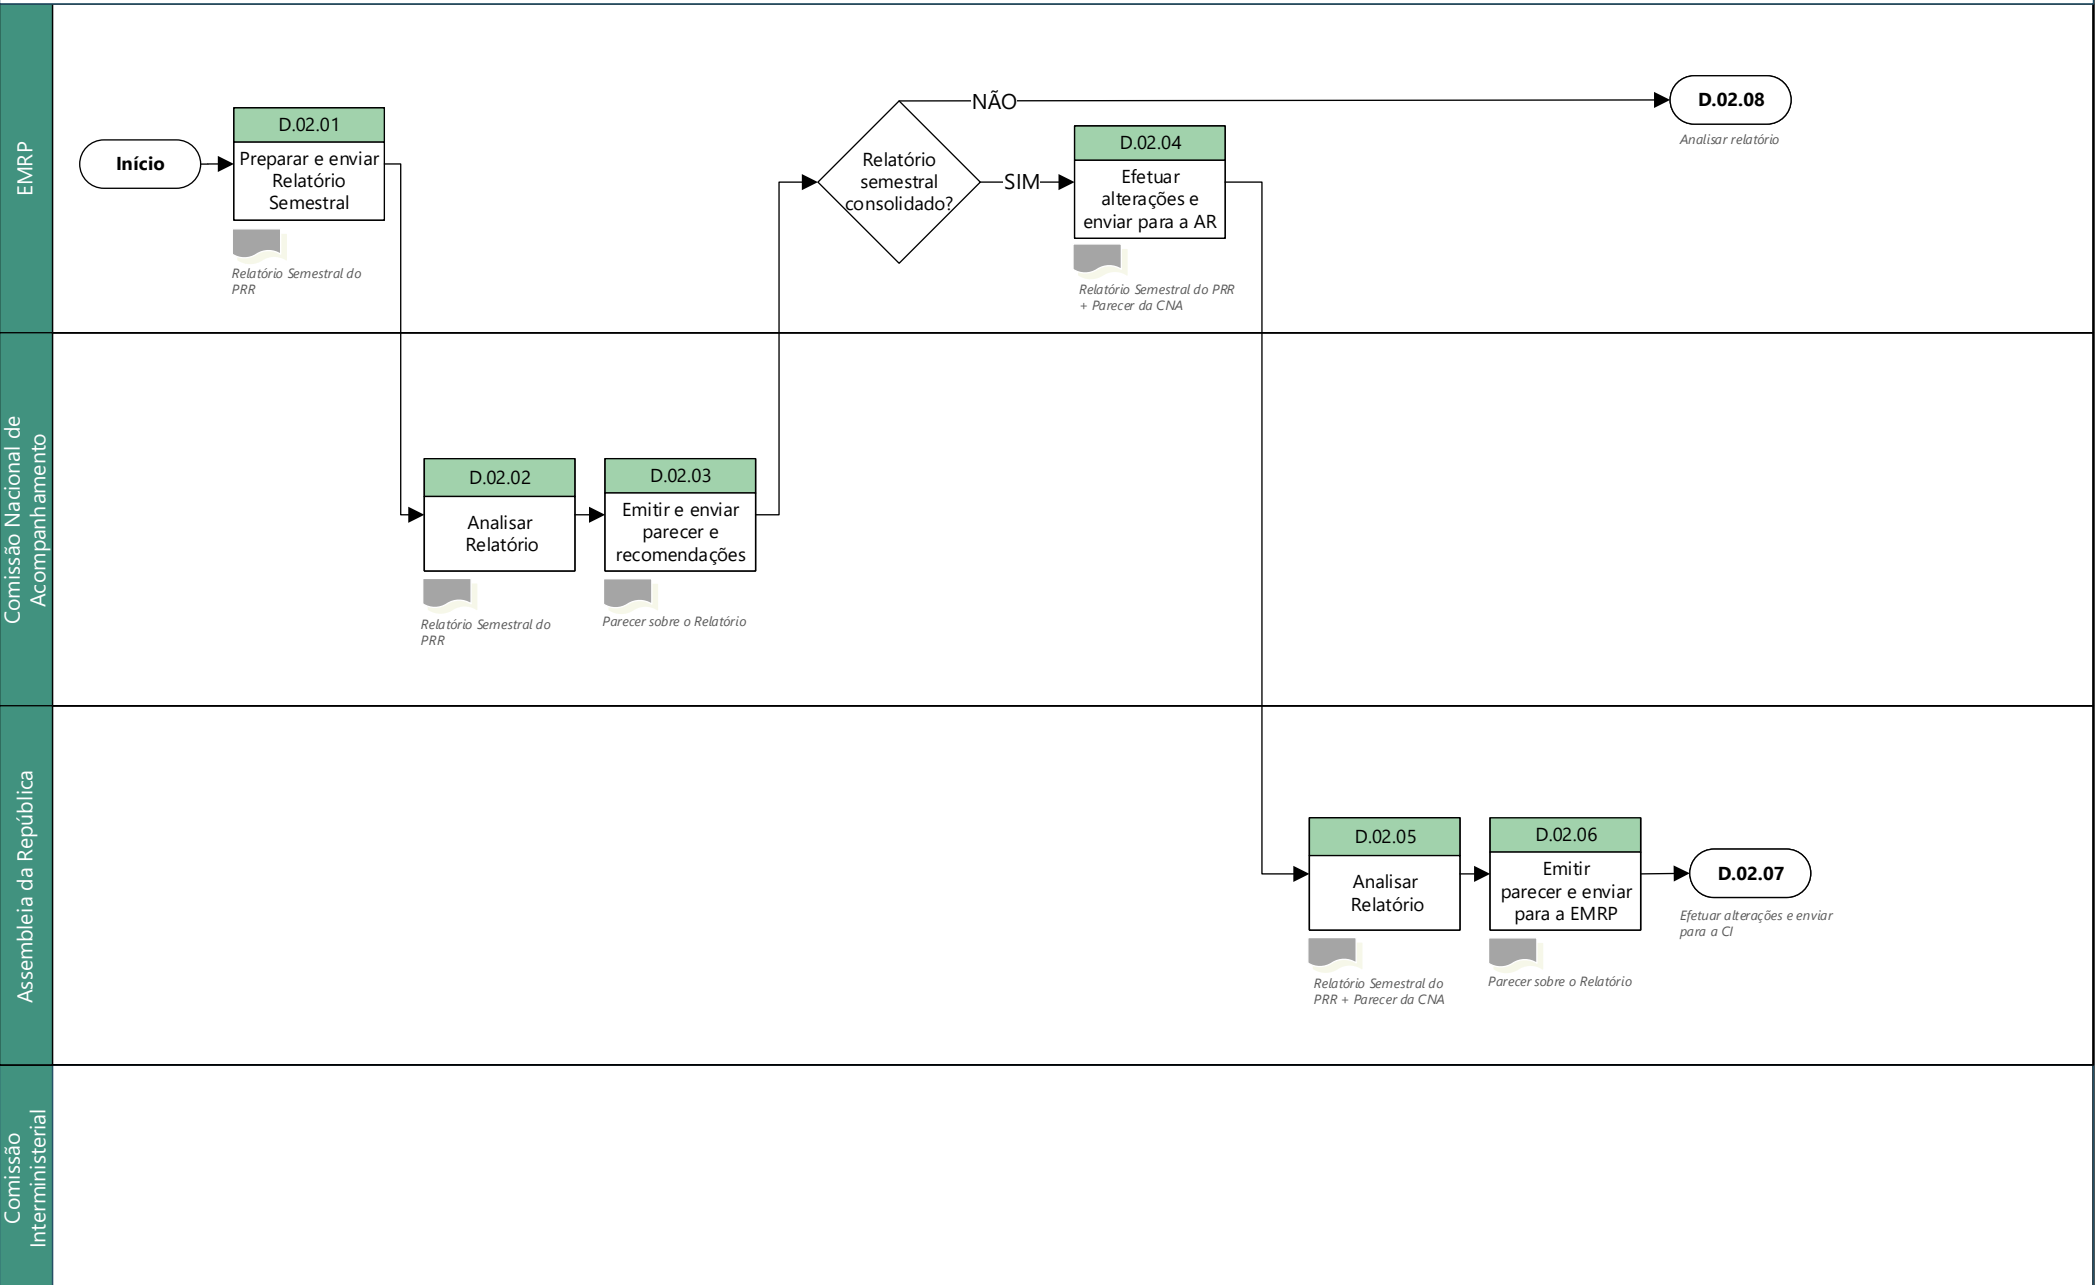 EMRP
Início
D.02.01
Preparar e enviar
Relatório
Semestral
Relatório Semestral do
PRR
Relatório
semestral
consolidado?
NÃO
SIM
D.02.04
Efetuar
alterações e
enviar para a AR
Relatório Semestral do PRR
+ Parecer da CNA
D.02.08
Analisar relatório
Comissão Nacional de
Acompanhamento
D.02.02
Analisar
Relatório
Relatório Semestral do
PRR
D.02.03
Emitir e enviar
parecer e
recomendações
Parecer sobre o Relatório
Assembleia da República
D.02.05
Analisar
Relatório
Relatório Semestral do
PRR + Parecer da CNA
D.02.06
Emitir
parecer e enviar
para a EMRP
Parecer sobre o Relatório
D.02.07
Efetuar alterações e enviar
para a CI
Comissão
Interministerial